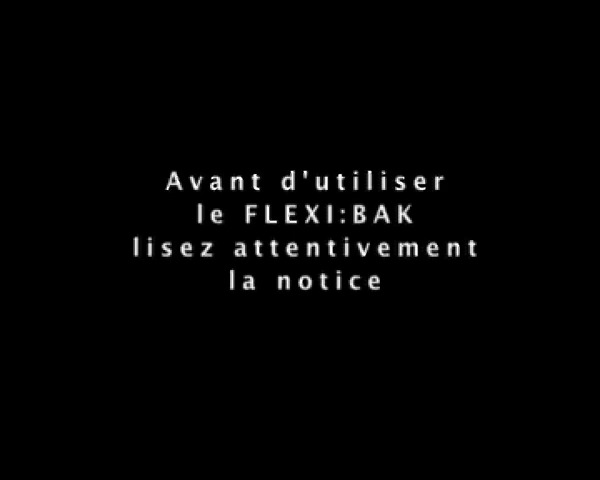 Avant d'utiliser
le FLEXI:BAK
lisez attentivement
la notice